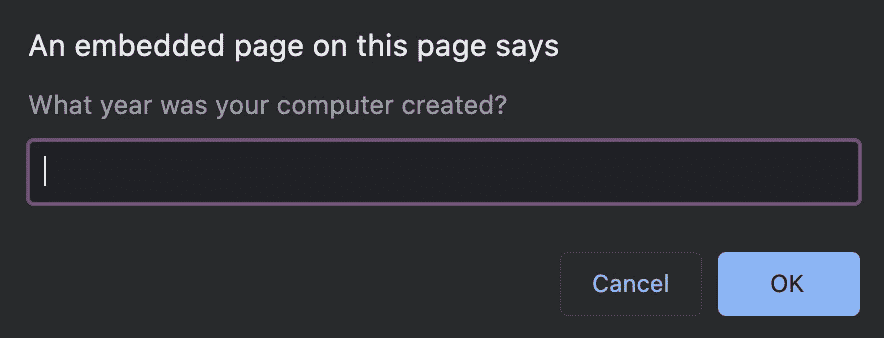 An embedded page on this page says
What year was your computer created?
Cancel
OK